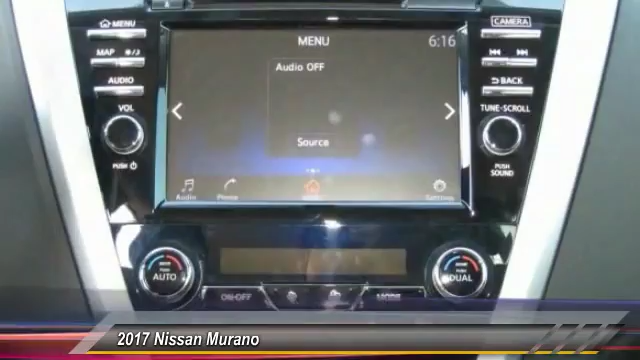 MENU
CAMERA
MENU
6:16
MAP
AUDIO
Audio OFF
BACK
VOL
TUNE-SCROLL
Source
PUSH
PUSH
SOUND
Audio
Phone
Settings
AUTO
DUAL
ON•OFF
MODE
2017 Nissan Murano